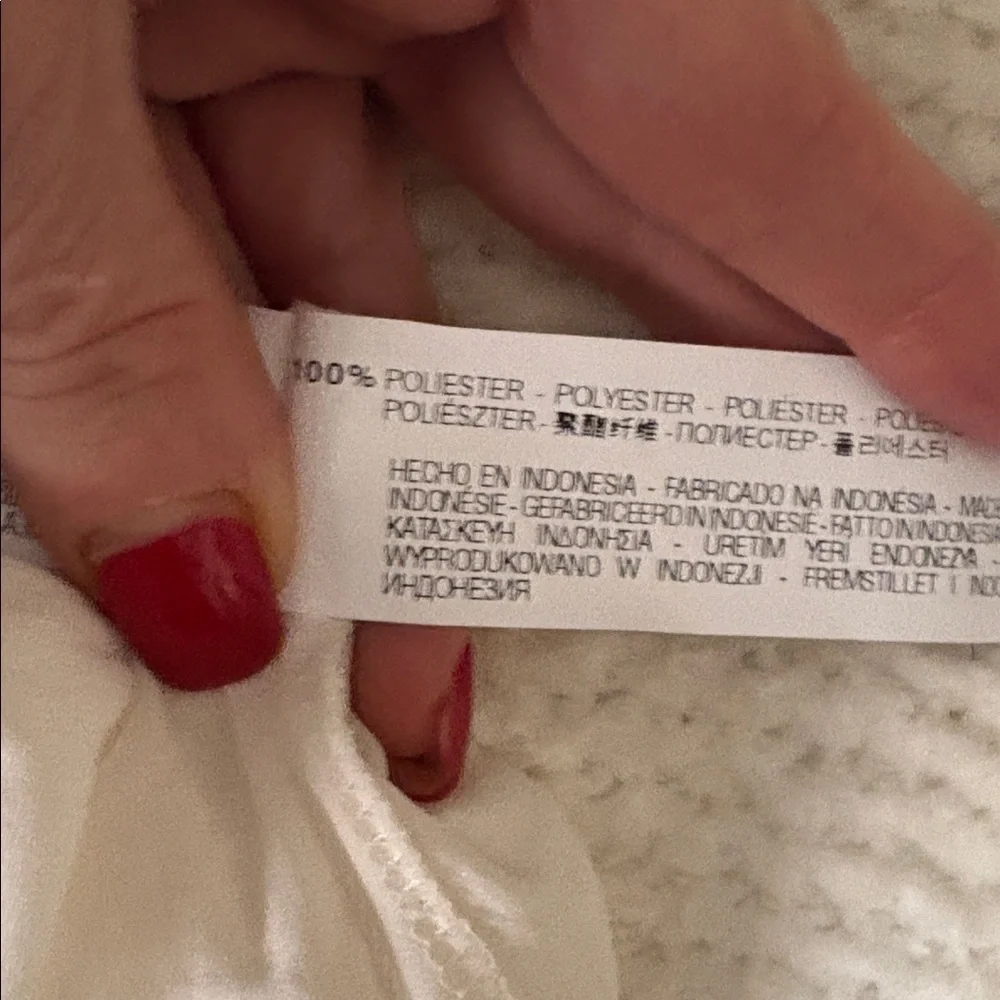 100% POLIESTER - POLYESTER - POLIÉSTER -
POLIÉSZTER - 聚酯纤维 - ПОЛИЕСТЕР - 폴리에스터
HECHO EN INDONESIA - FABRICADO NA INDONÉSIA -
INDONÉSIE - GEFABRICEERD IN INDONESIË - FATTO IN INDONESIA
ΚΑΤΑΣΚΕΥΗ ΙΝΔΟΝΗΣΙΑ - URETIM YERI ENDONEZYA -
WYPRODUKOWANO W INDONEZJI - FREMSTILLET I
ИНДОНЕЗИЯ